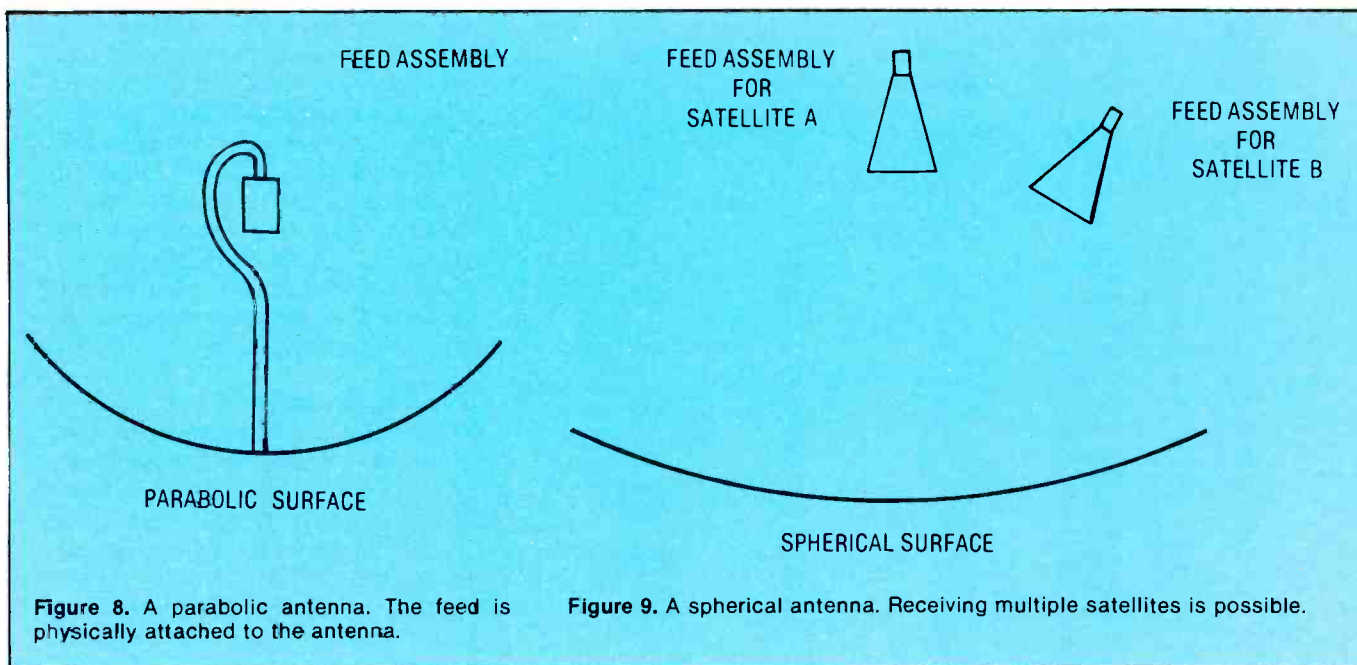 FEED ASSEMBLY
PARABOLIC SURFACE
Figure 8. A parabolic antenna. The feed is
physically attached to the antenna.
FEED ASSEMBLY
FOR
SATELLITE A
FEED ASSEMBLY
FOR
SATELLITE B
SPHERICAL SURFACE
Figure 9. A spherical antenna. Receiving multiple satellites is possible.